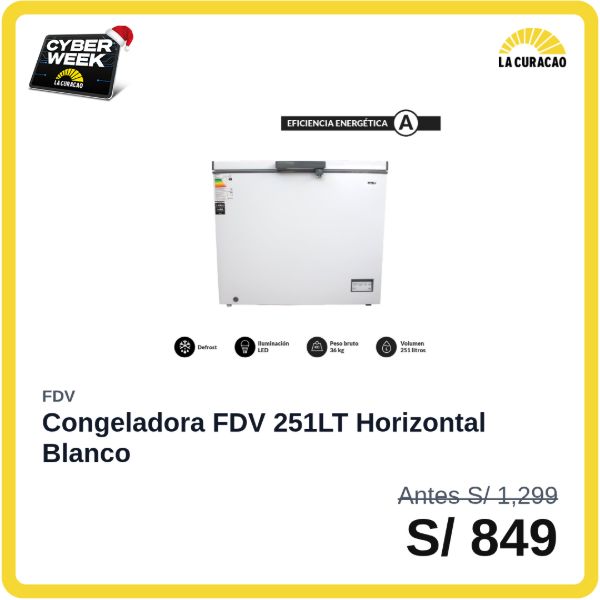 CYBER
WEEK
LA CURACAO
LA CURACAO
EFICIENCIA ENERGÉTICA A
Defrost
Iluminación
LED
Peso bruto
36 kg
Volumen
251 litros
FDV
Congeladora FDV 251LT Horizontal
Blanco
Antes S/ 1,299
S/ 849